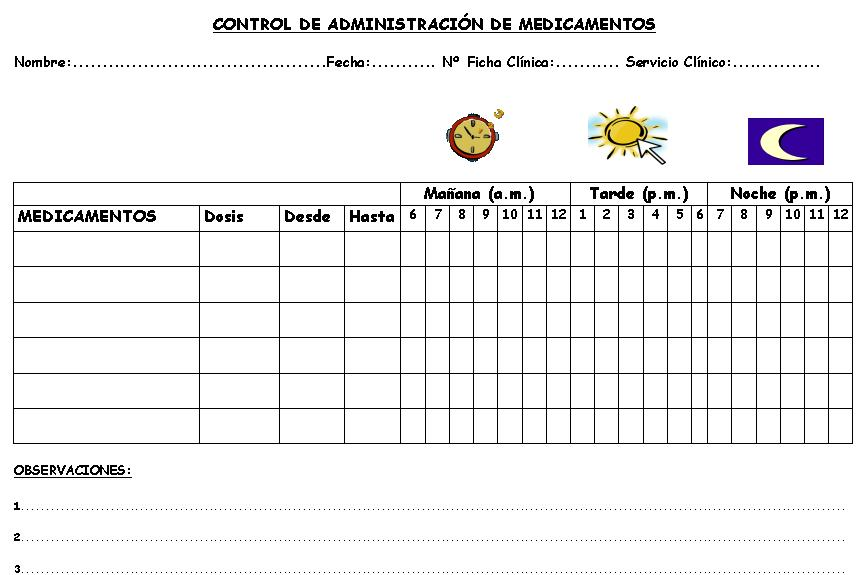 CONTROL DE ADMINISTRACIÓN DE MEDICAMENTOS
Nombre:..........................................Fecha:........... Nº Ficha Clínica:........... Servicio Clínico:...............
Mañana (a.m.) Tarde (p.m.) Noche (p.m.)
MEDICAMENTOS Dosis Desde Hasta 6 7 8 9 10 11 12 1 2 3 4 5 6 7 8 9 10 11 12
OBSERVACIONES:
1...............................................................................................................
2...............................................................................................................
3...............................................................................................................